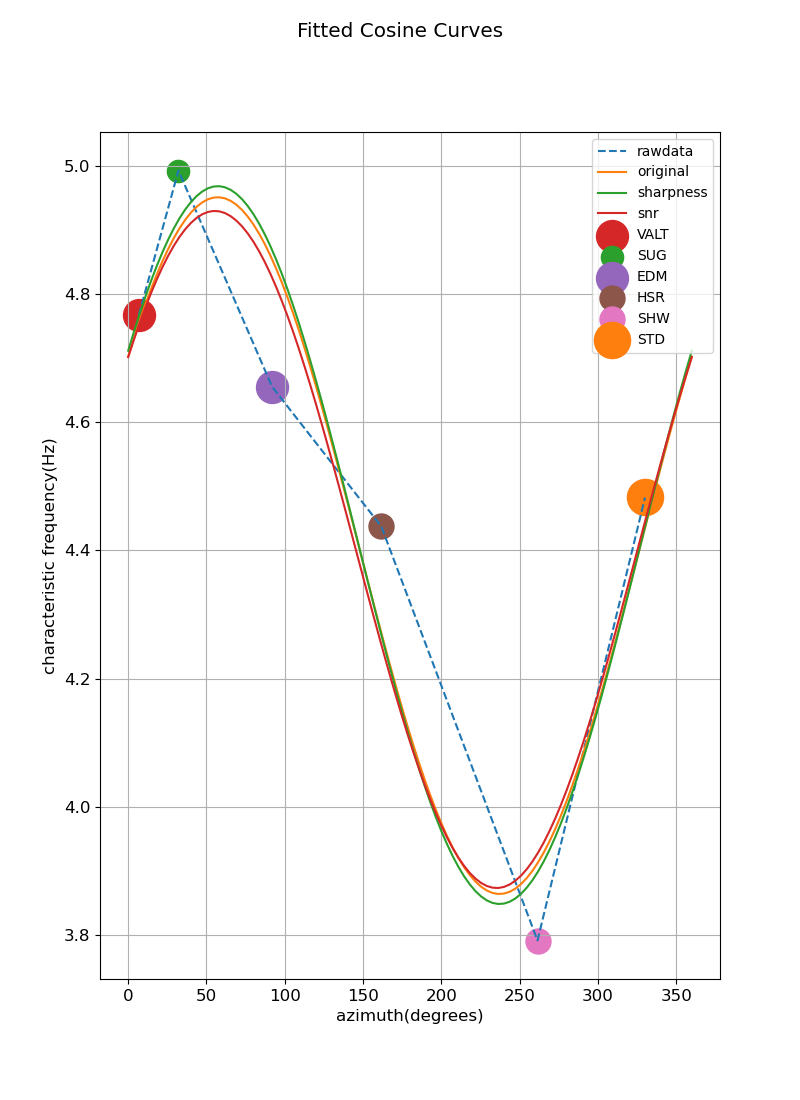 Fitted Cosine Curves
rawdata
original
sharpness
snr
VALT
SUG
EDM
HSR
SHW
STD
characteristic frequency(Hz)
5.0
4.8
4.6
4.4
4.2
4.0
3.8
0 50 100 150 200 250 300 350
azimuth(degrees)